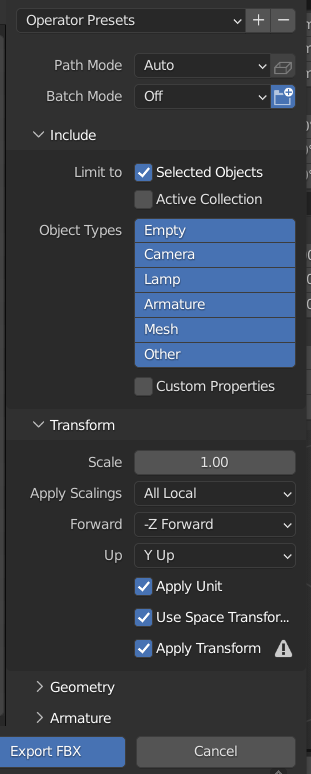 Operator Presets
Path Mode Auto
Batch Mode Off
Include
Limit to Selected Objects
Active Collection
Object Types Empty
Camera
Lamp
Armature
Mesh
Other
Custom Properties
Transform
Scale 1.00
Apply Scalings All Local
Forward -Z Forward
Up Y Up
Apply Unit
Use Space Transfor...
Apply Transform
Geometry
Armature
Export FBX Cancel